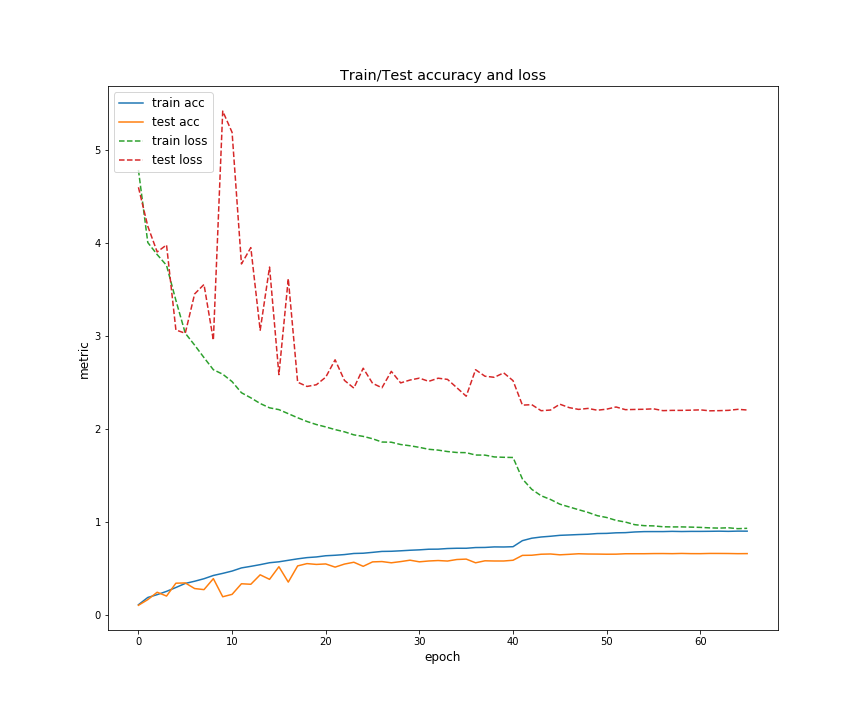 Train/Test accuracy and loss
train acc
test acc
train loss
test loss
5
4
3
2
1
0
metric
0 10 20 30 40 50 60
epoch